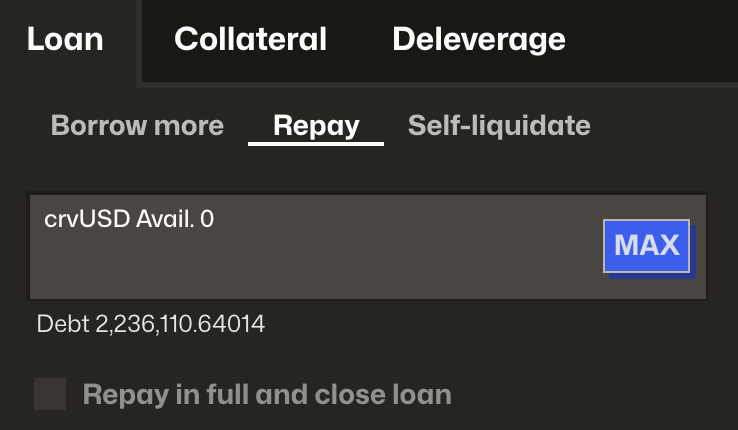 Loan Collateral Deleverage
Borrow more Repay Self-liquidate
crvUSD Avail. 0
MAX
Debt 2,236,110.64014
Repay in full and close loan